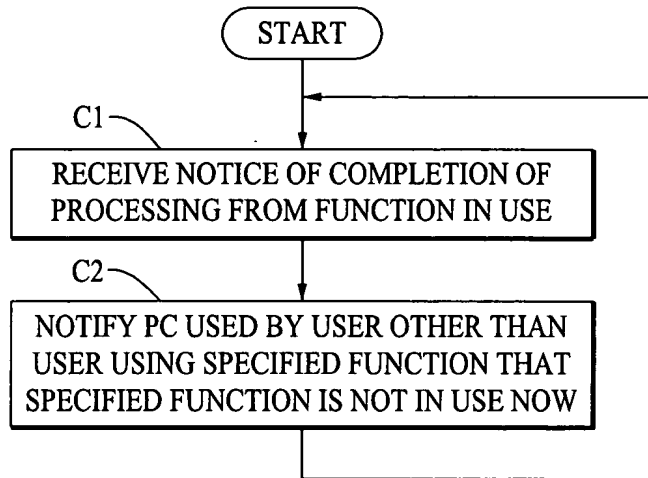 START
C1
RECEIVE NOTICE OF COMPLETION OF
PROCESSING FROM FUNCTION IN USE
C2
NOTIFY PC USED BY USER OTHER THAN
USER USING SPECIFIED FUNCTION THAT
SPECIFIED FUNCTION IS NOT IN USE NOW